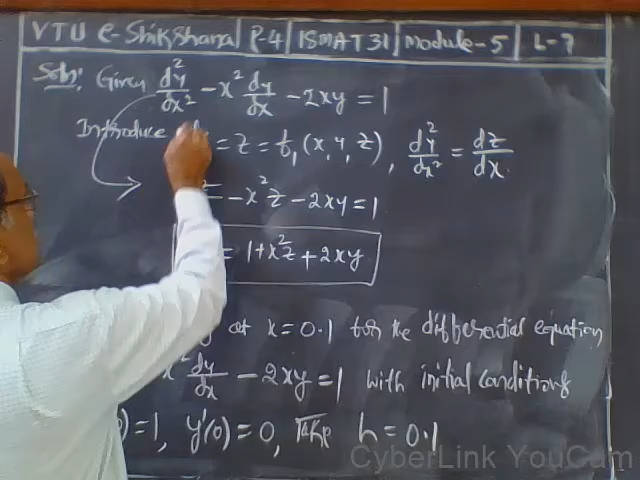 VTU e-Shikshana | P-4 | 18MAT31 | Module-5 | L-7
Soln: Given d²y/dx² - x² dy/dx - 2xy = 1
Introduce = z = f₁(x, y, z), d²y/dx² = dz/dx
- x²z - 2xy = 1
= 1 + x²z + 2xy
at x = 0.1 for the differential equation
x² dy/dx - 2xy = 1 with initial conditions
) = 1, y'(0) = 0, Take h = 0.1
CyberLink YouCam